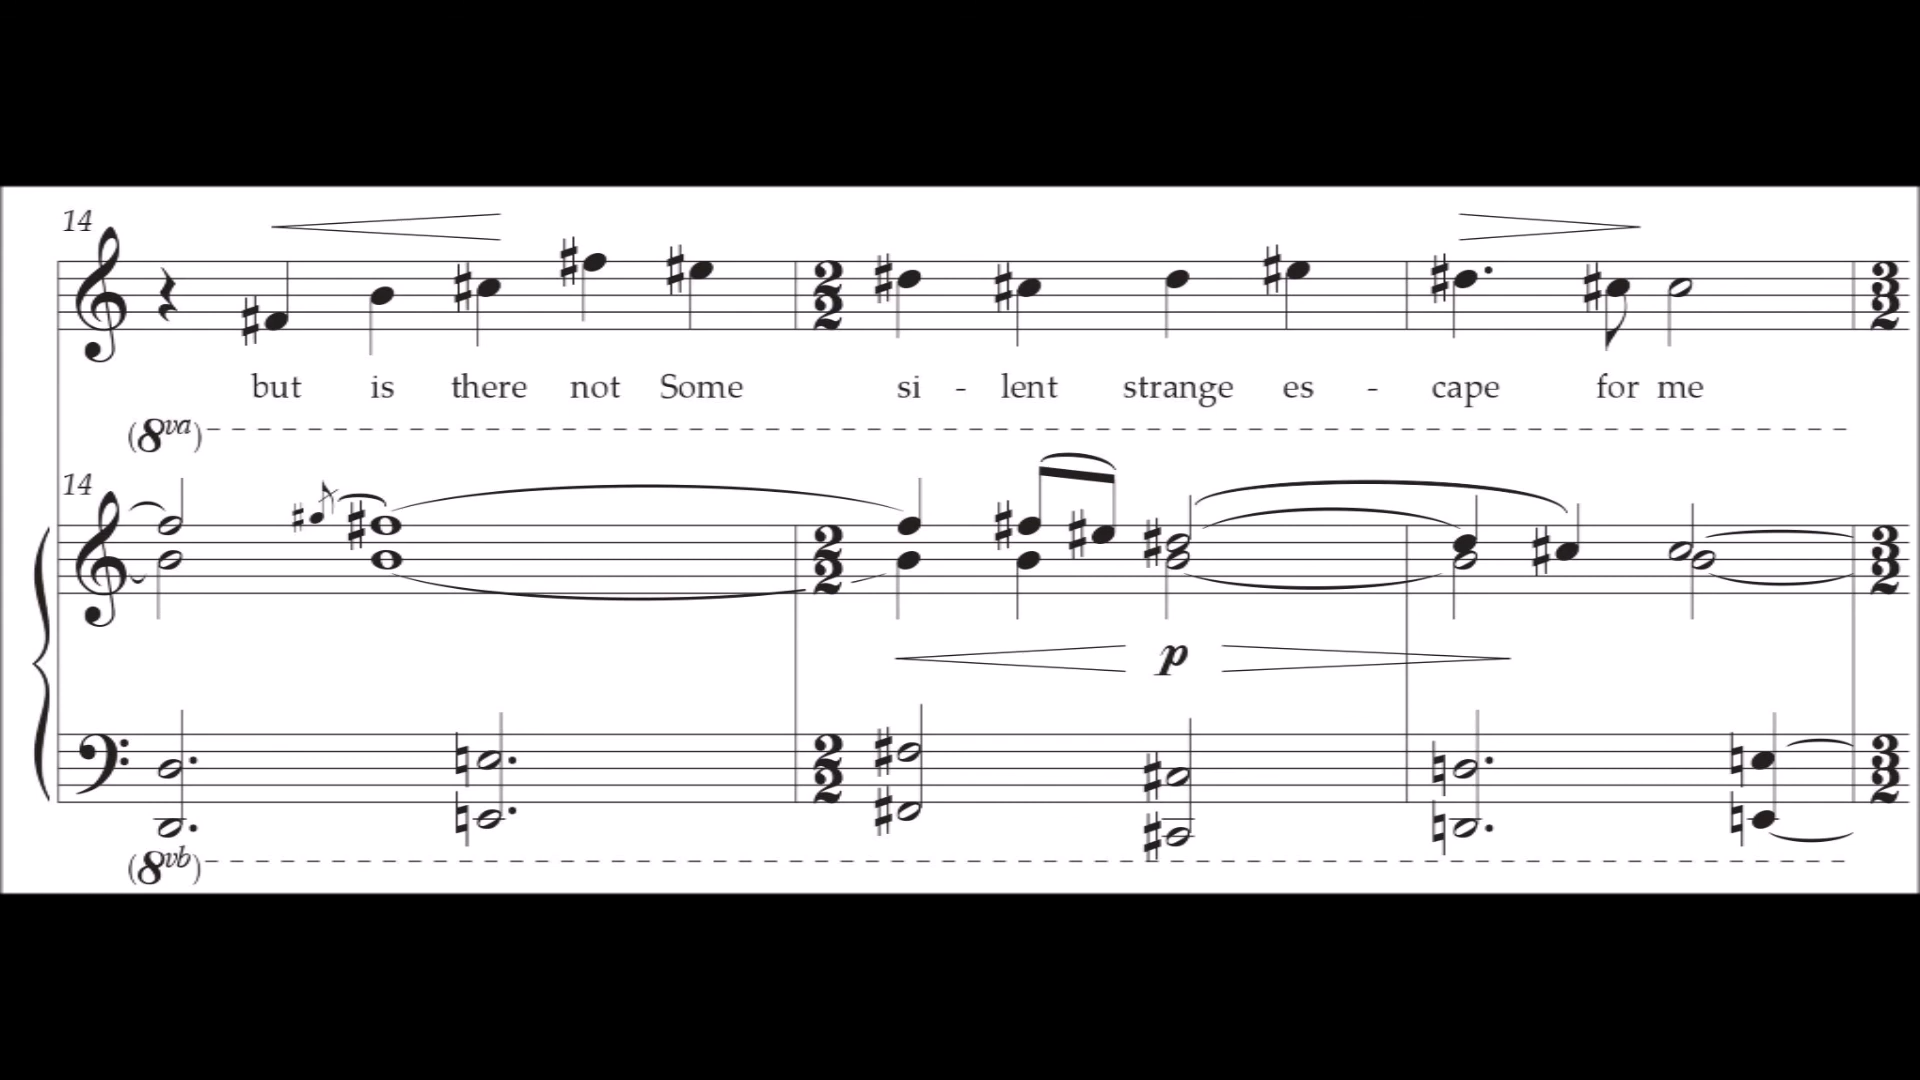 14
but is there not Some si - lent strange es - cape for me
(8va)
14
p
(8vb)